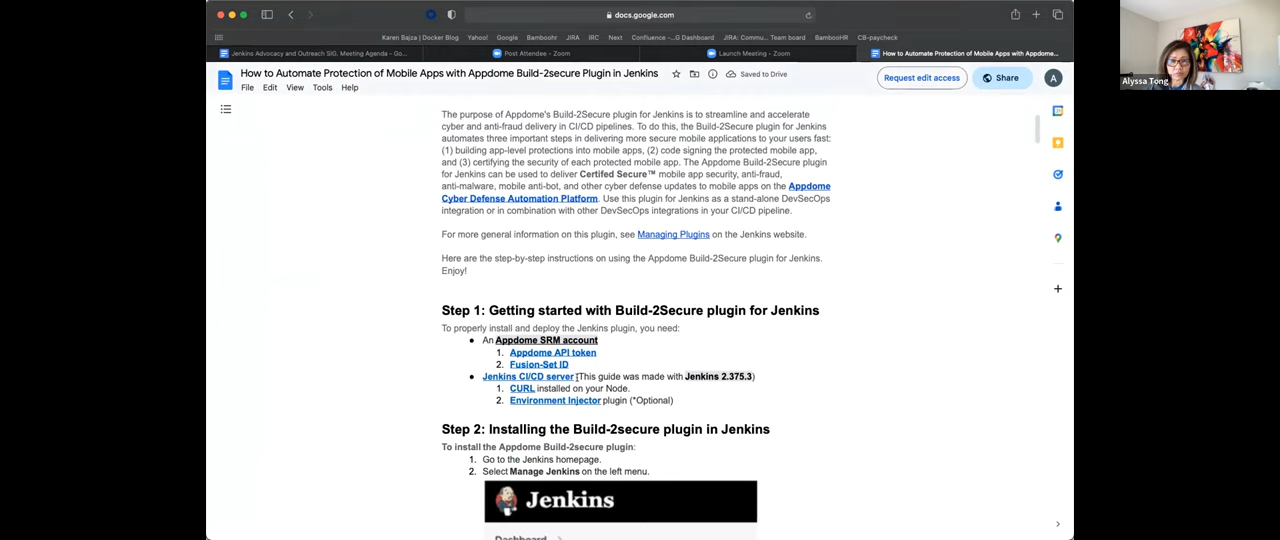 docs.google.com
Karen Bajza | Docker Blog Yahoo! Google Bamboohr JIRA IRC Next Confluence -...G Dashboard JIRA: Commu... Team board BambooHR CB-paycheck
Jenkins Advocacy and Outreach SIG. Meeting Agenda - Go...
Post Attendee - Zoom
Launch Meeting - Zoom
How to Automate Protection of Mobile Apps with Appdome...
How to Automate Protection of Mobile Apps with Appdome Build-2secure Plugin in Jenkins
Saved to Drive
Request edit access
Share
A
File Edit View Tools Help
Alyssa Tong
The purpose of Appdome's Build-2Secure plugin for Jenkins is to streamline and accelerate
cyber and anti-fraud delivery in CI/CD pipelines. To do this, the Build-2Secure plugin for Jenkins
automates three important steps in delivering more secure mobile applications to your users fast:
(1) building app-level protections into mobile apps, (2) code signing the protected mobile app,
and (3) certifying the security of each protected mobile app. The Appdome Build-2Secure plugin
for Jenkins can be used to deliver Certifed Secure™ mobile app security, anti-fraud,
anti-malware, mobile anti-bot, and other cyber defense updates to mobile apps on the Appdome
Cyber Defense Automation Platform. Use this plugin for Jenkins as a stand-alone DevSecOps
integration or in combination with other DevSecOps integrations in your CI/CD pipeline.
For more general information on this plugin, see Managing Plugins on the Jenkins website.
Here are the step-by-step instructions on using the Appdome Build-2Secure plugin for Jenkins.
Enjoy!
Step 1: Getting started with Build-2Secure plugin for Jenkins
To properly install and deploy the Jenkins plugin, you need:
● An Appdome SRM account
1. Appdome API token
2. Fusion-Set ID
● Jenkins CI/CD server (This guide was made with Jenkins 2.375.3)
1. CURL installed on your Node.
2. Environment Injector plugin (*Optional)
Step 2: Installing the Build-2secure plugin in Jenkins
To install the Appdome Build-2secure plugin:
1. Go to the Jenkins homepage.
2. Select Manage Jenkins on the left menu.
Jenkins
Dashboard